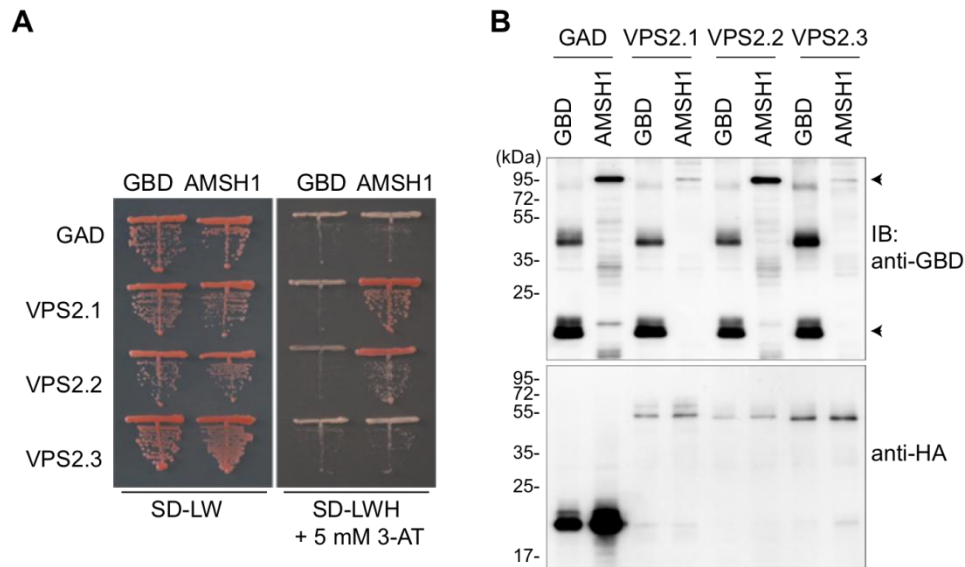 A
GBD AMSH1 GBD AMSH1
GAD
VPS2.1
VPS2.2
VPS2.3
SD-LW SD-LWH
+ 5 mM 3-AT
B
GAD VPS2.1 VPS2.2 VPS2.3
GBD AMSH1 GBD AMSH1 GBD AMSH1 GBD AMSH1
(kDa)
95-
72-
55-
35-
25-
IB:
anti-GBD
95-
72-
55-
35-
25-
17-
anti-HA